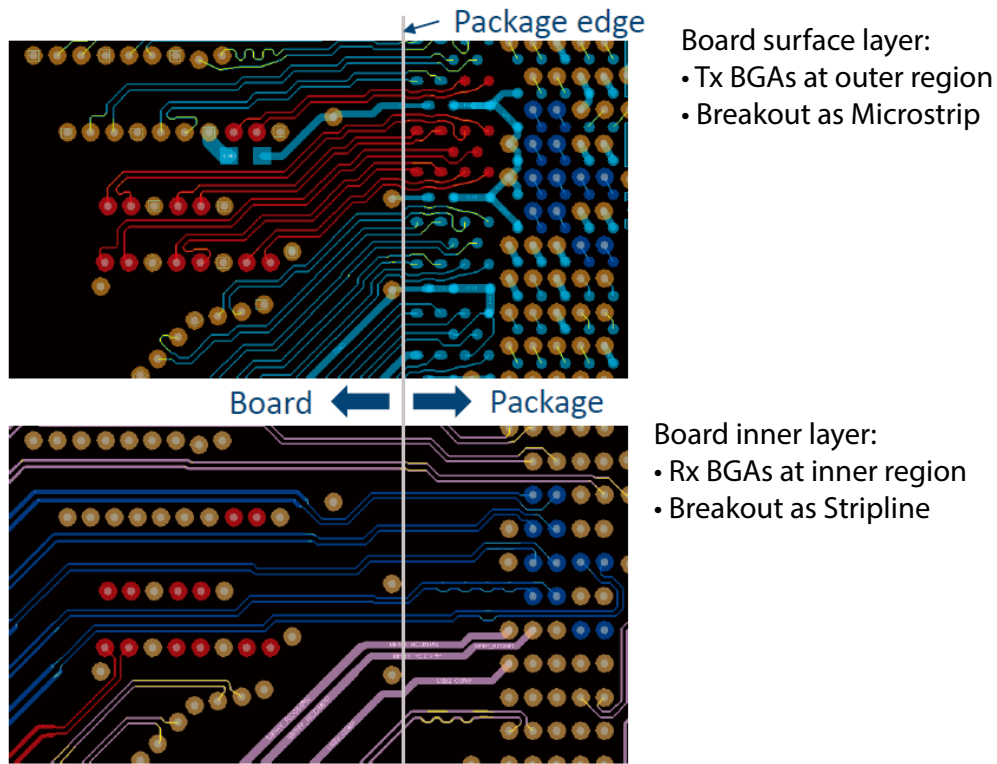 Package edge
Board surface layer:
• Tx BGAs at outer region
• Breakout as Microstrip
Board
Package
Board inner layer:
• Rx BGAs at inner region
• Breakout as Stripline